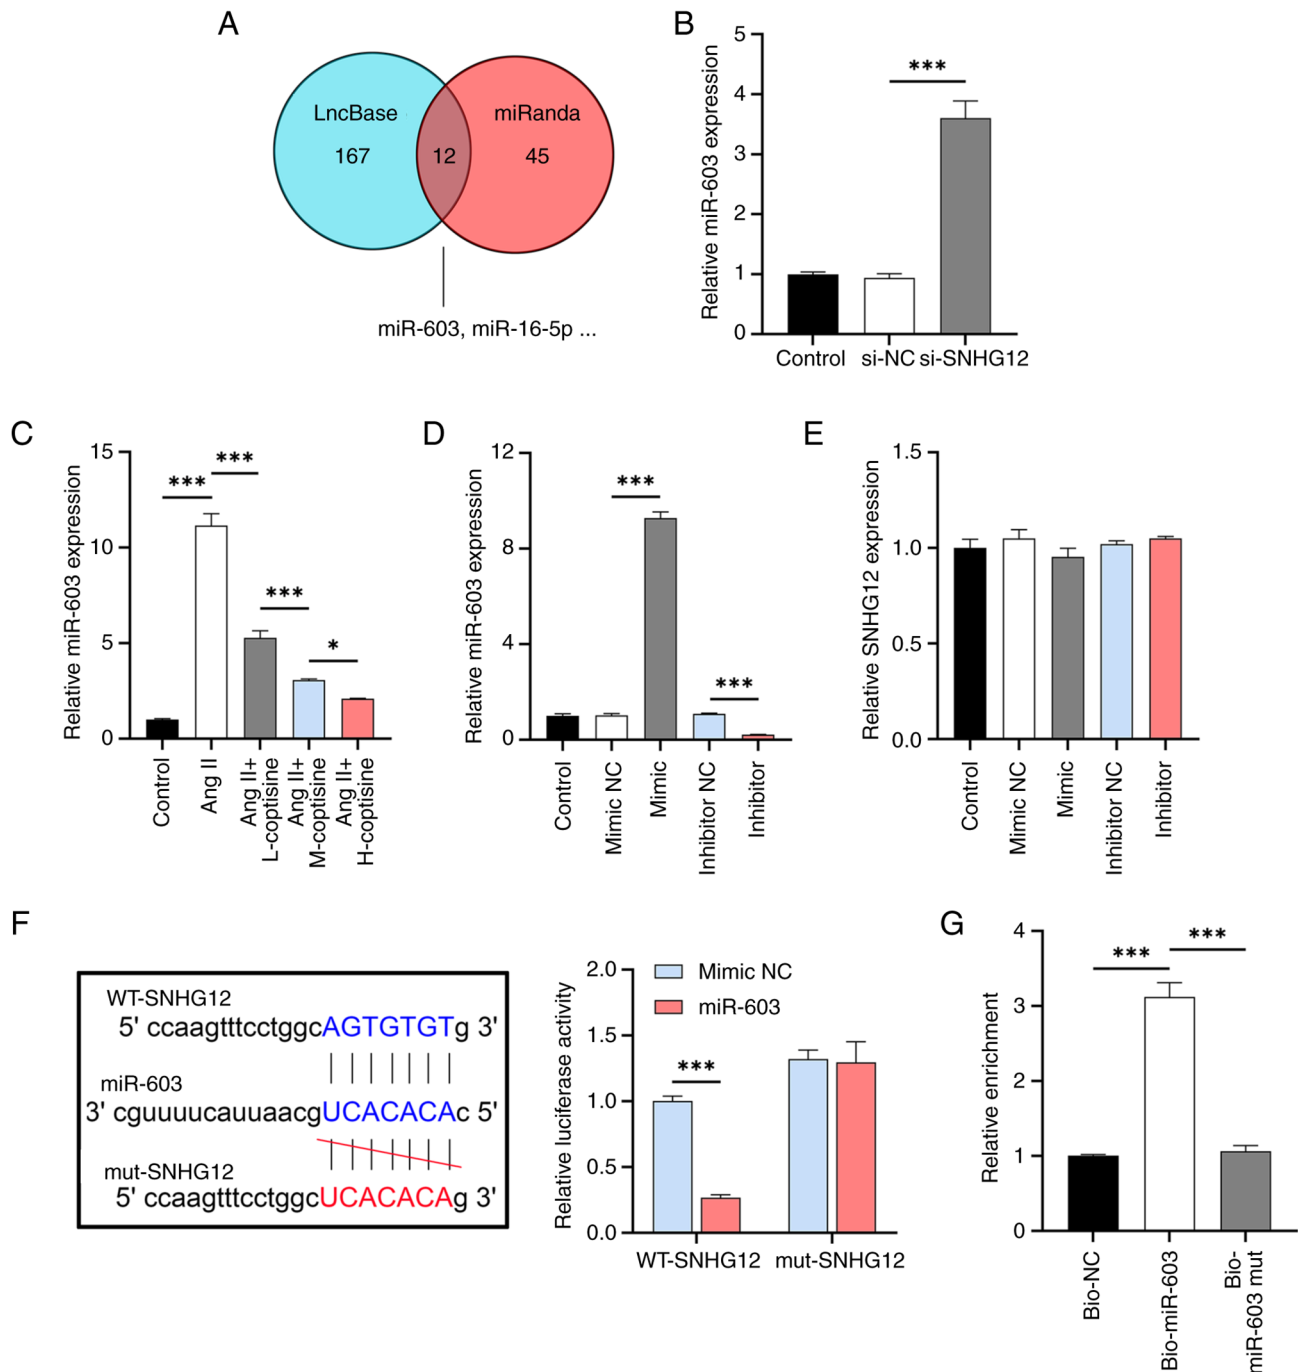 A
LncBase
miRanda
167
12
45
miR-603, miR-16-5p ...
B
Relative miR-603 expression
5
4
3
2
1
0
***
Control
si-NC
si-SNHG12
C
Relative miR-603 expression
15
10
5
0
***
***
***
*
Control
Ang II
Ang II+
L-coptisine
Ang II+
M-coptisine
Ang II+
H-coptisine
D
Relative miR-603 expression
12
8
4
0
***
***
Control
Mimic NC
Mimic
Inhibitor NC
Inhibitor
E
Relative SNHG12 expression
1.5
1.0
0.5
0.0
Control
Mimic NC
Mimic
Inhibitor NC
Inhibitor
F
WT-SNHG12
5' ccaagtttcctggcAGTGTGTg 3'
miR-603
3' cguuuucauuaacgUCACACAc 5'
mut-SNHG12
5' ccaagtttcctggcUCACACAg 3'
Relative luciferase activity
2.0
1.5
1.0
0.5
0.0
Mimic NC
miR-603
***
WT-SNHG12
mut-SNHG12
G
Relative enrichment
4
3
2
1
0
***
***
Bio-NC
Bio-miR-603
Bio-
miR-603 mut